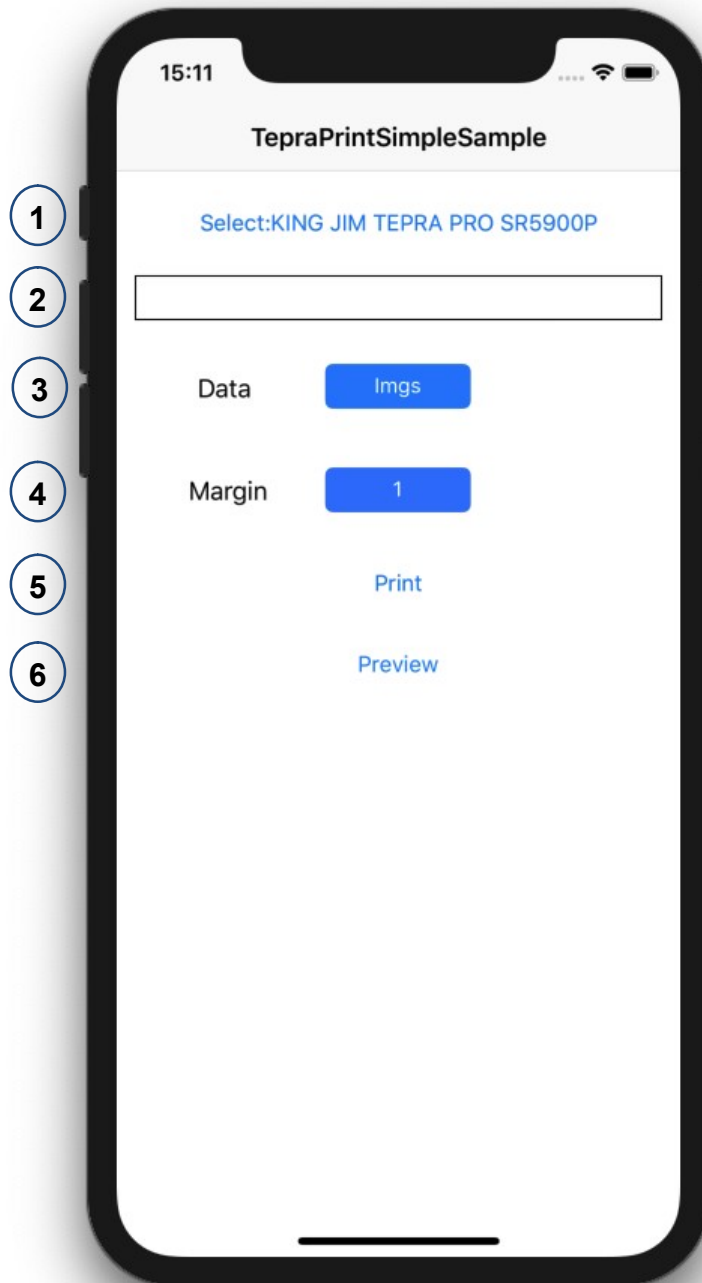 15:11
TepraPrintSimpleSample
1 Select:KING JIM TEPRA PRO SR5900P
2
3 Data Imgs
4 Margin 1
5 Print
6 Preview